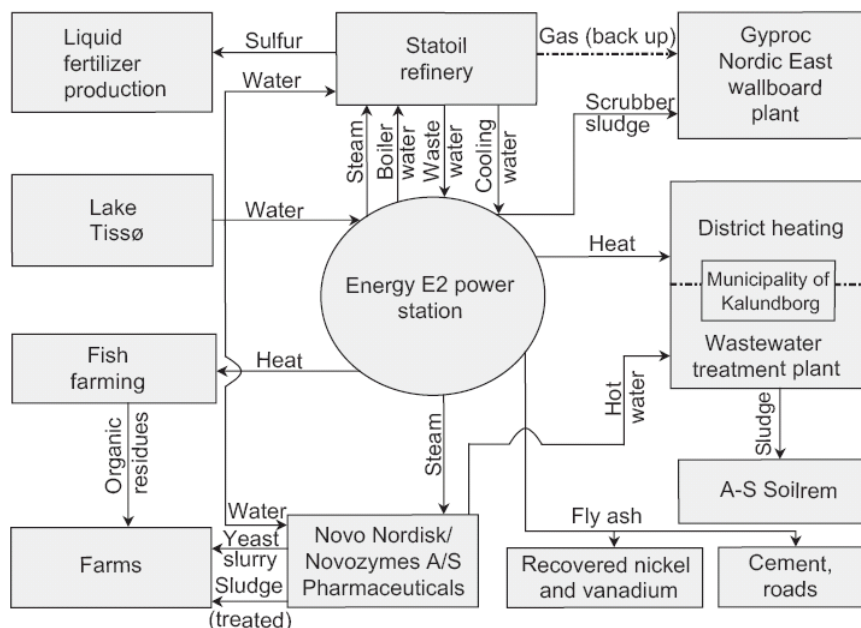 Liquid
fertilizer
production
Sulfur
Statoil
refinery
Gas (back up)
Gyproc
Nordic East
wallboard
plant
Water
Scrubber
sludge
Steam
Boiler
water
Waste
water
Cooling
water
Lake
Tissø
Water
Energy E2 power
station
Heat
District heating
Municipality of
Kalundborg
Wastewater
treatment plant
Fish
farming
Heat
Hot
water
Organic
residues
Steam
Sludge
A-S Soilrem
Water
Yeast
slurry
Sludge
(treated)
Farms
Novo Nordisk/
Novozymes A/S
Pharmaceuticals
Fly ash
Recovered nickel
and vanadium
Cement,
roads